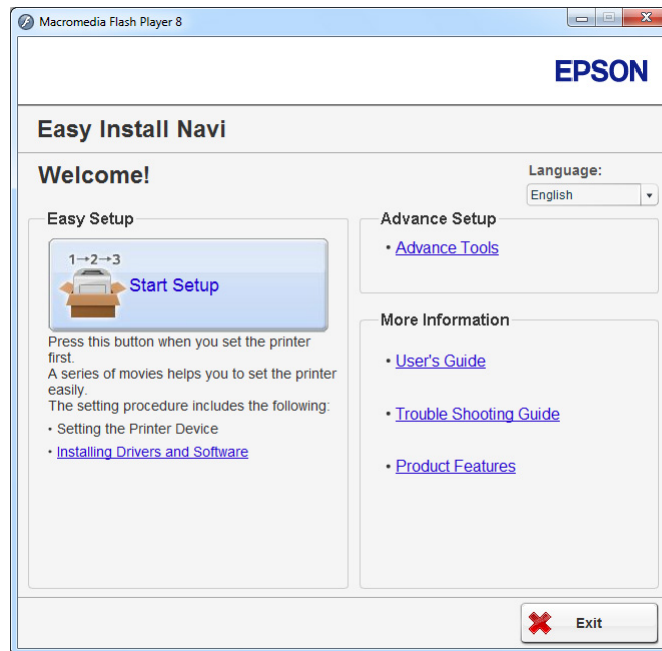 Macromedia Flash Player 8
EPSON
Easy Install Navi
Welcome!
Language:
English
Easy Setup
1→2→3
Start Setup
Press this button when you set the printer
first.
A series of movies helps you to set the printer
easily.
The setting procedure includes the following:
• Setting the Printer Device
• Installing Drivers and Software
Advance Setup
• Advance Tools
More Information
• User's Guide
• Trouble Shooting Guide
• Product Features
Exit